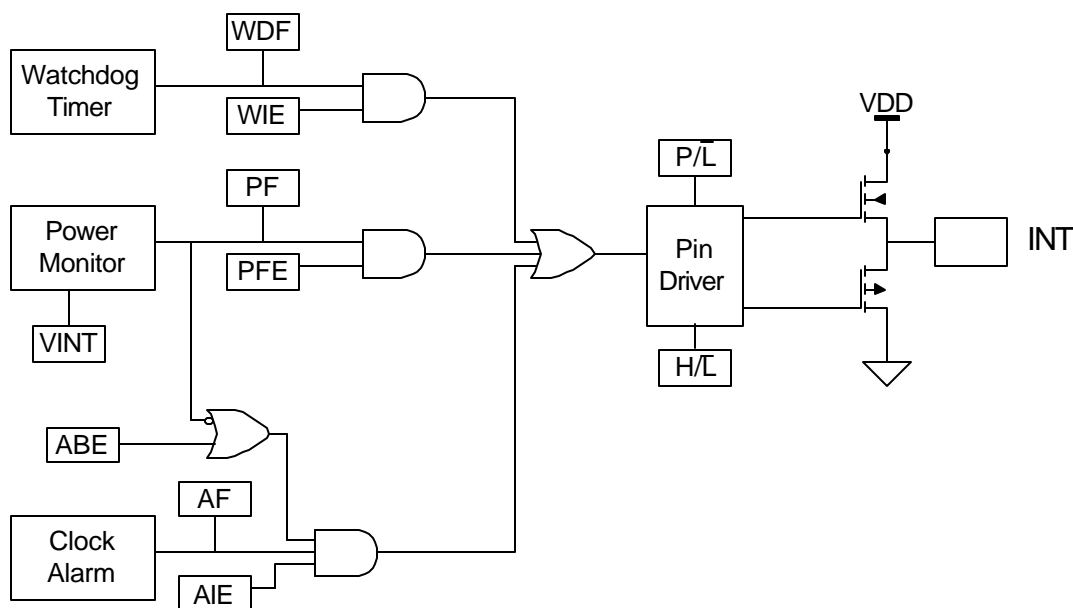 WDF
Watchdog
Timer
WIE
VDD
P/L̅
PF
Power
Monitor
PFE
Pin
Driver
INT
VINT
H/L̅
ABE
AF
Clock
Alarm
AIE